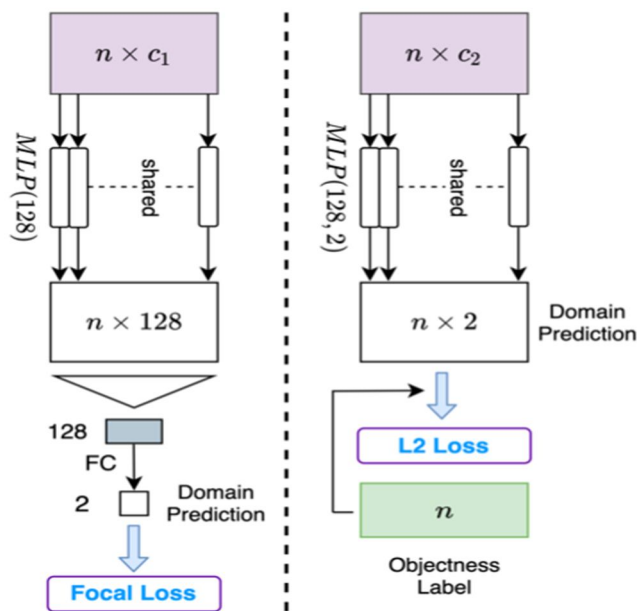 n × c₁
MLP(128)
shared
n × 128
128
FC
2
Domain
Prediction
Focal Loss
n × c₂
MLP(128, 2)
shared
n × 2
Domain
Prediction
L2 Loss
n
Objectness
Label